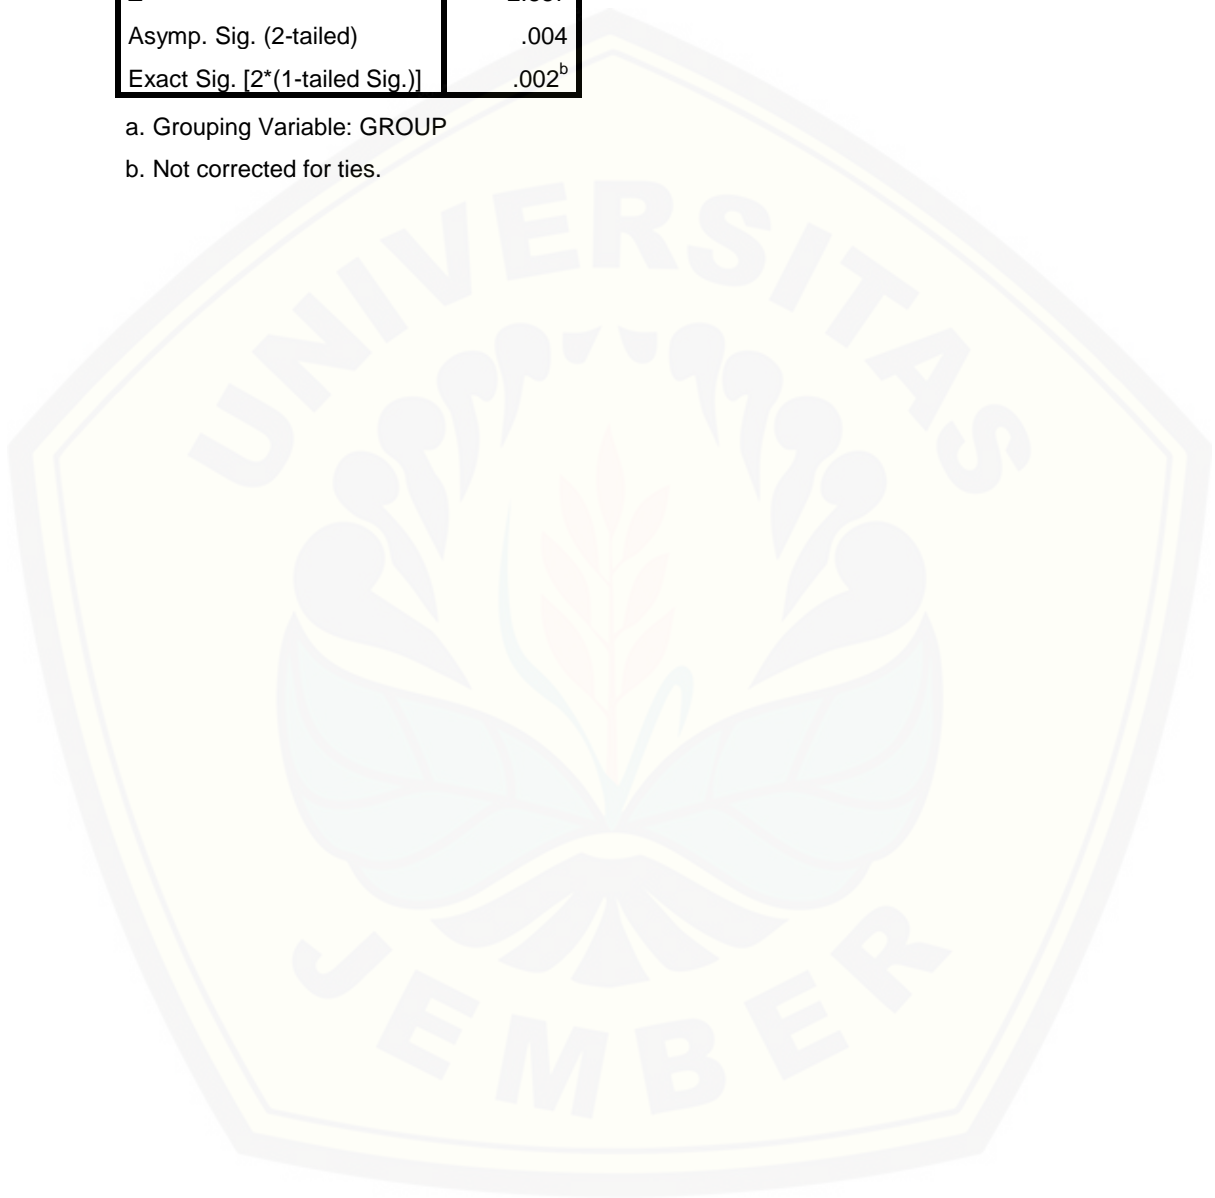 Asymp. Sig. (2-tailed) .004
Exact Sig. [2*(1-tailed Sig.)] .002b
a. Grouping Variable: GROUP
b. Not corrected for ties.
UNIVERSITAS
JEMBER